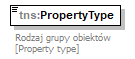 tns:PropertyType
Rodzaj grupy obiektów
[Property type]